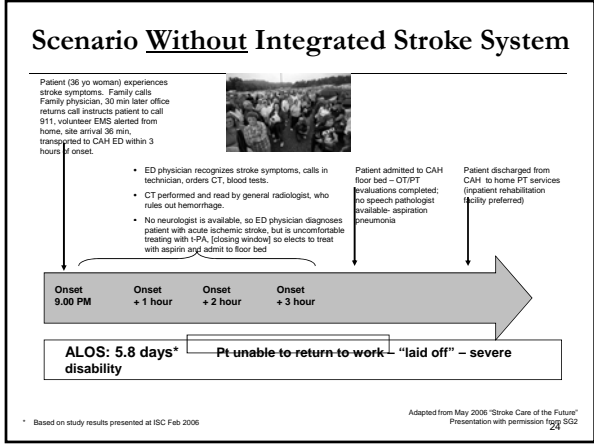 Scenario Without Integrated Stroke System
Patient (36 yo woman) experiences
stroke symptoms. Family calls
Family physician, 30 min later office
returns call instructs patient to call
911, volunteer EMS alerted from
home, site arrival 36 min,
transported to CAH ED within 3
hours of onset.
• ED physician recognizes stroke symptoms, calls in
technician, orders CT, blood tests.
• CT performed and read by general radiologist, who
rules out hemorrhage.
• No neurologist is available, so ED physician diagnoses
patient with acute ischemic stroke, but is uncomfortable
treating with t-PA, [closing window] so elects to treat
with aspirin and admit to floor bed
Patient admitted to CAH
floor bed – OT/PT
evaluations completed;
no speech pathologist
available- aspiration
pneumonia
Patient discharged from
CAH to home PT services
(inpatient rehabilitation
facility preferred)
Onset
9.00 PM
Onset
+ 1 hour
Onset
+ 2 hour
Onset
+ 3 hour
ALOS: 5.8 days* Pt unable to return to work – “laid off” – severe
disability
* Based on study results presented at ISC Feb 2006
Adapted from May 2006 “Stroke Care of the Future”
Presentation with permission from SG2
24